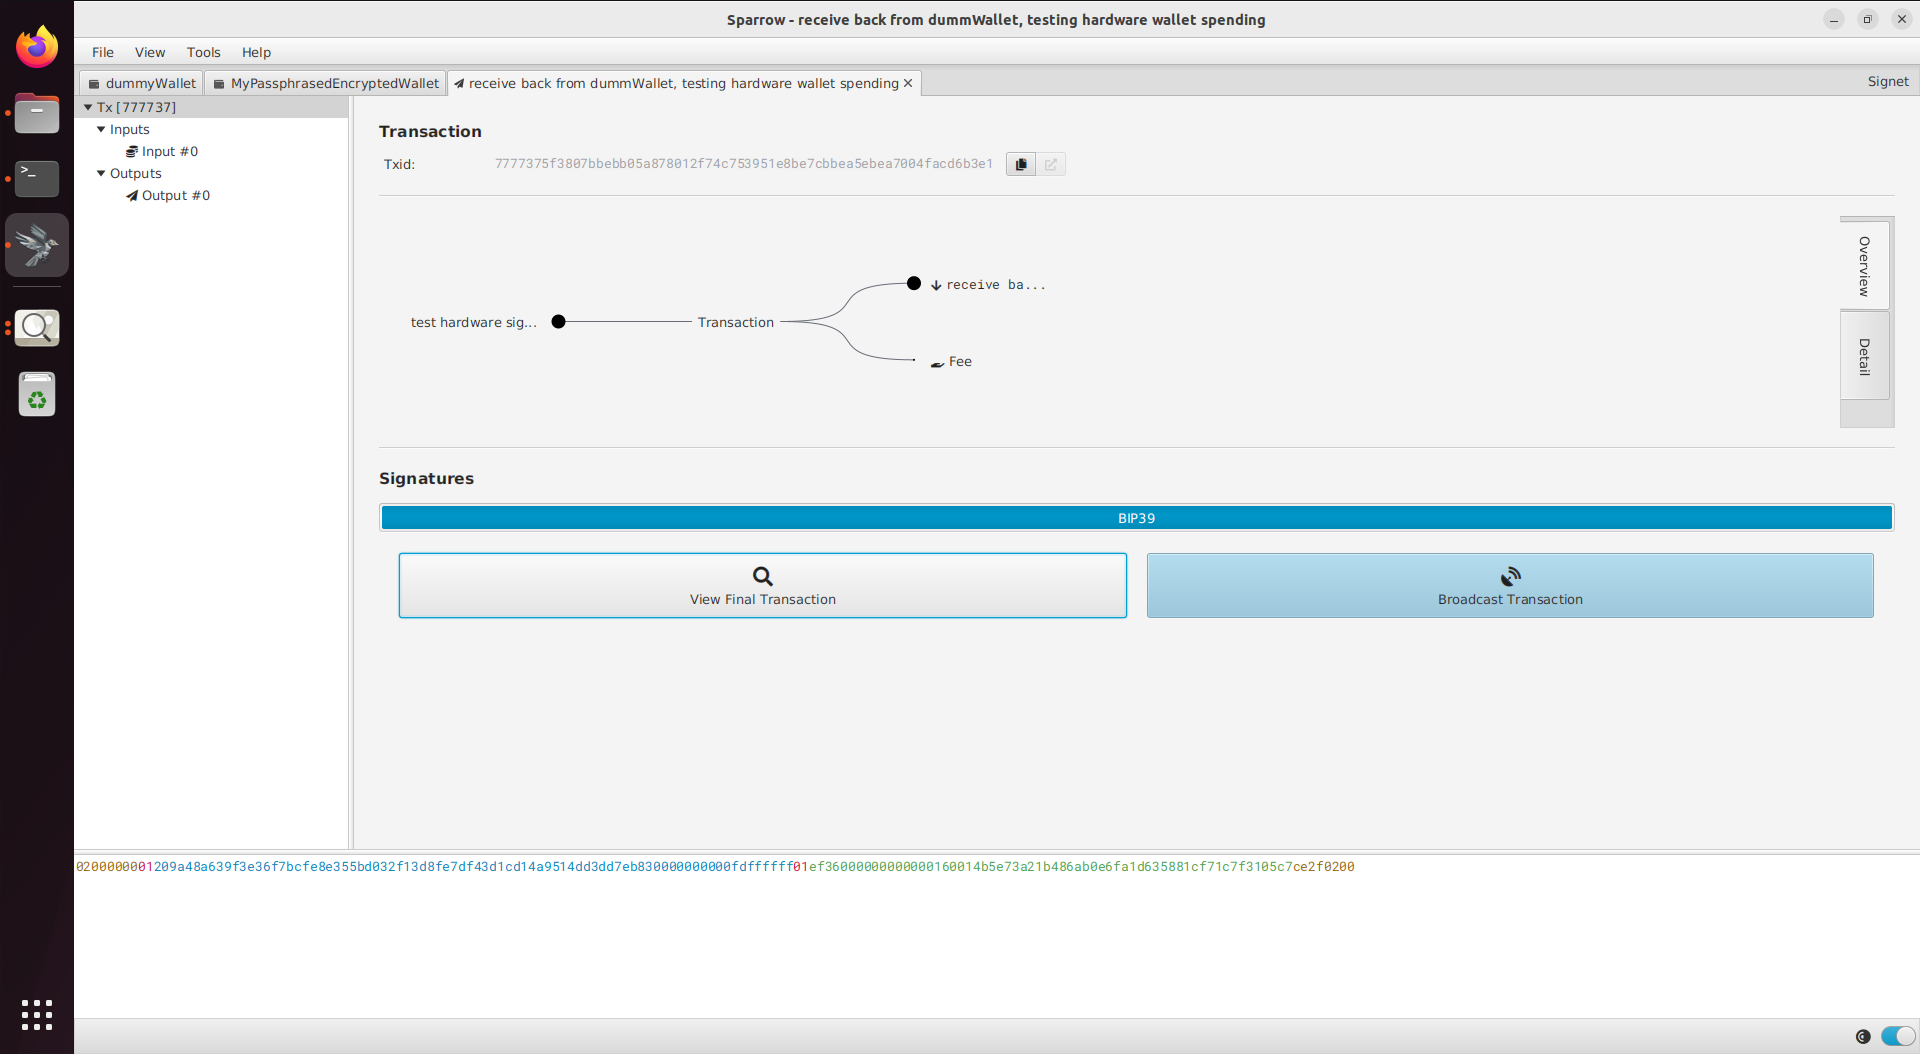 Sparrow - receive back from dummWallet, testing hardware wallet spending
File View Tools Help
dummyWallet MyPassphrasedEncryptedWallet receive back from dummWallet, testing hardware wallet spending Signet
Tx [777737]
Inputs
Input #0
Outputs
Output #0
Transaction
Txid: 7777375f3807bbebb05a878012f74c753951e8be7cbbea5ebea7004facd6b3e1
receive ba...
test hardware sig... Transaction
Fee
Overview
Detail
Signatures
BIP39
View Final Transaction Broadcast Transaction
0200000001209a48a639f3e36f7bcfe8e355bd032f13d8fe7df43d1cd14a9514dd3dd7eb830000000000fdffffff01ef36000000000000160014b5e73a21b486ab0e6fa1d635881cf71c7f3105c7ce2f0200